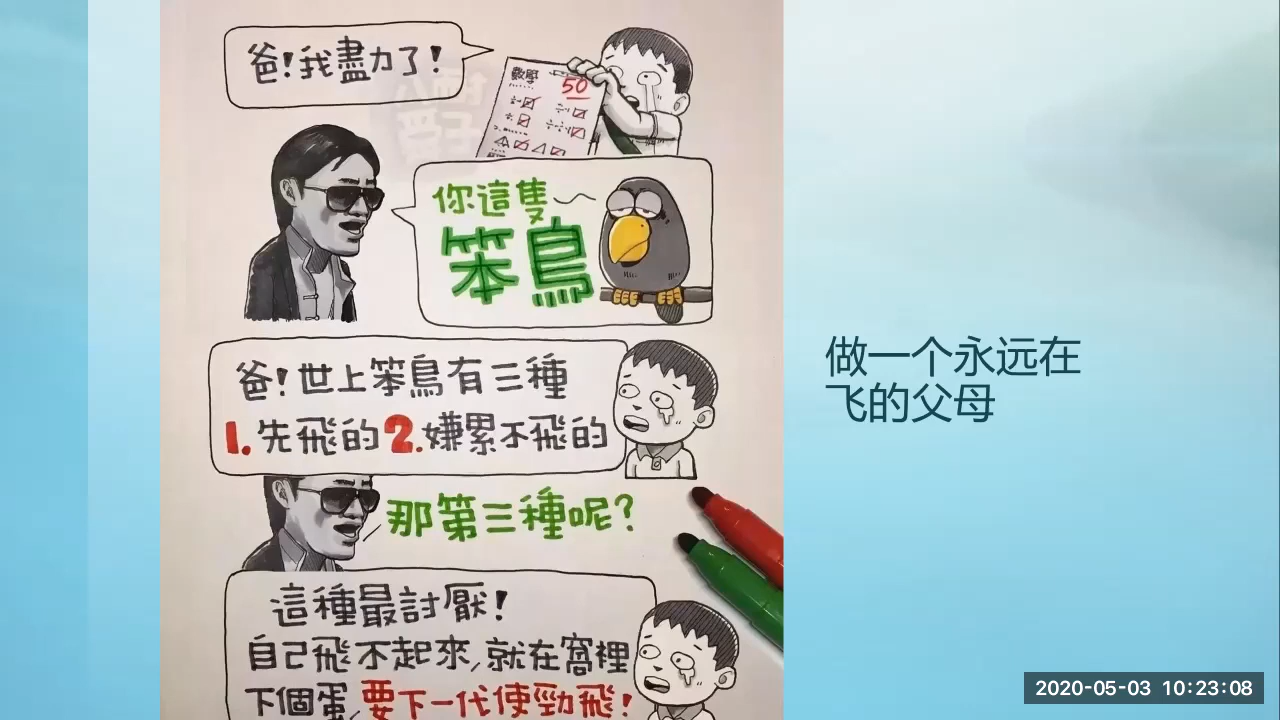 爸!我盡力了!
數學
50
你這隻~
笨鳥
爸!世上笨鳥有三種
1.先飛的2.嫌累不飛的
那第三種呢?
這種最討厭!
自己飛不起來,就在窩裡
下個蛋,要下一代使勁飛!
做一个永远在
飞的父母
2020-05-03 10:23:08